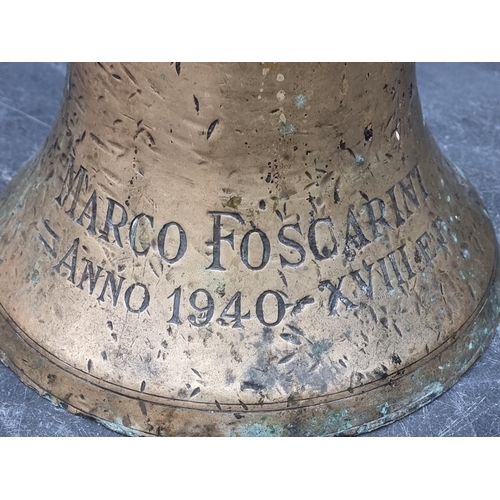 MARCO FOSCARINI
ANNO 1940-XVIII E.F.